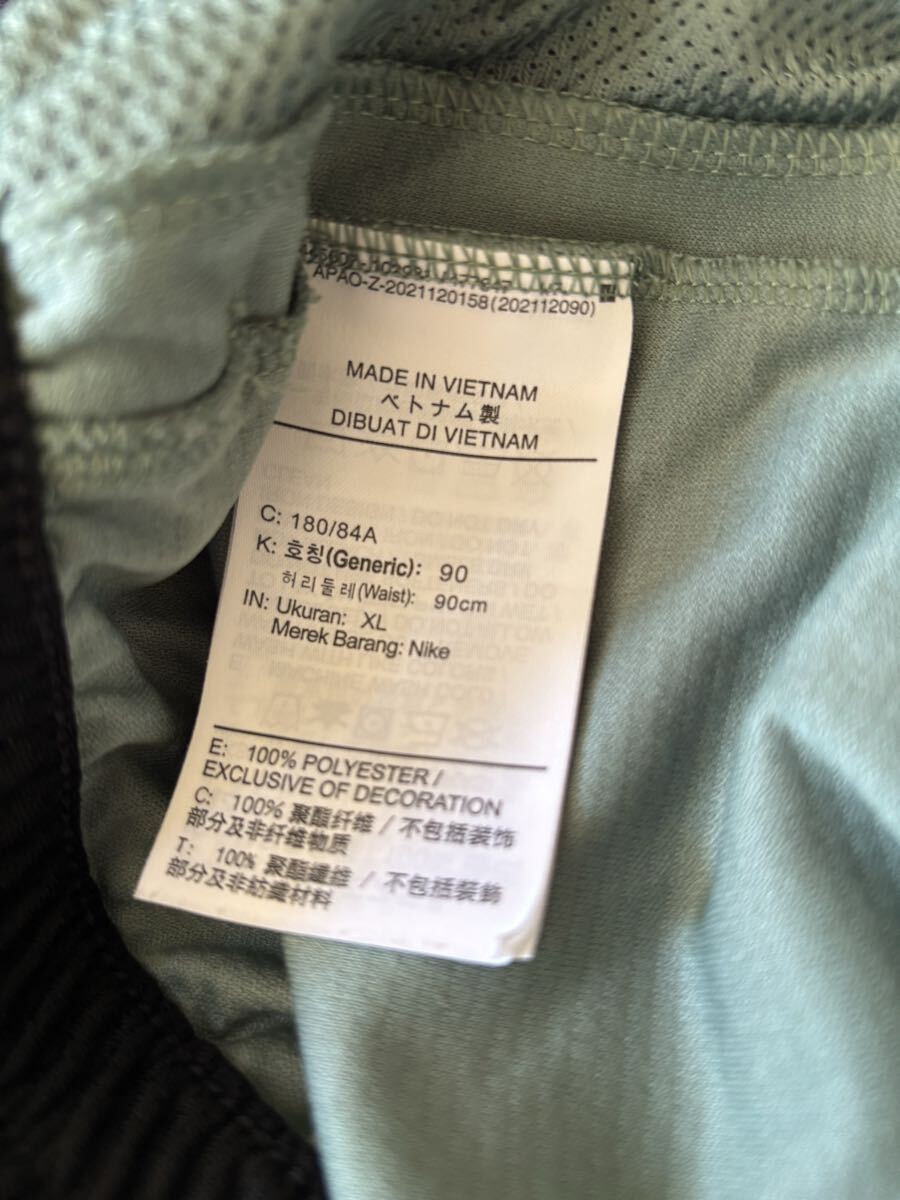 APAO-Z-2021120158(202112090)
MADE IN VIETNAM
ベトナム製
DIBUAT DI VIETNAM
C: 180/84A
K: 호칭(Generic): 90
허리둘레(Waist): 90cm
IN: Ukuran: XL
Merek Barang: Nike
E: 100% POLYESTER /
EXCLUSIVE OF DECORATION
C: 100% 聚酯纤维 / 不包括装饰
部分及非纤维物质
T: 100% 聚酯纖維 / 不包括裝飾
部分及非紡織材料